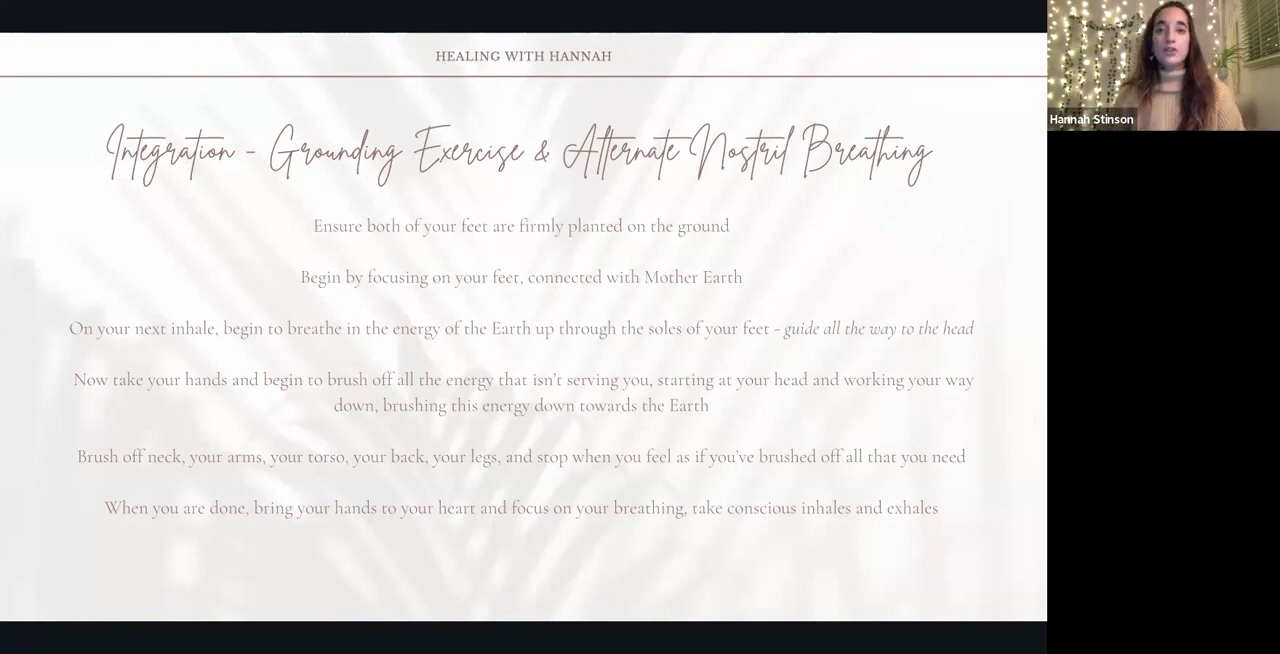 HEALING WITH HANNAH
Integration - Grounding Exercise & Alternate Nostril Breathing
Ensure both of your feet are firmly planted on the ground
Begin by focusing on your feet, connected with Mother Earth
On your next inhale, begin to breathe in the energy of the Earth up through the soles of your feet - guide all the way to the head
Now take your hands and begin to brush off all the energy that isn't serving you, starting at your head and working your way
down, brushing this energy down towards the Earth
Brush off neck, your arms, your torso, your back, your legs, and stop when you feel as if you've brushed off all that you need
When you are done, bring your hands to your heart and focus on your breathing, take conscious inhales and exhales
Hannah Stinson